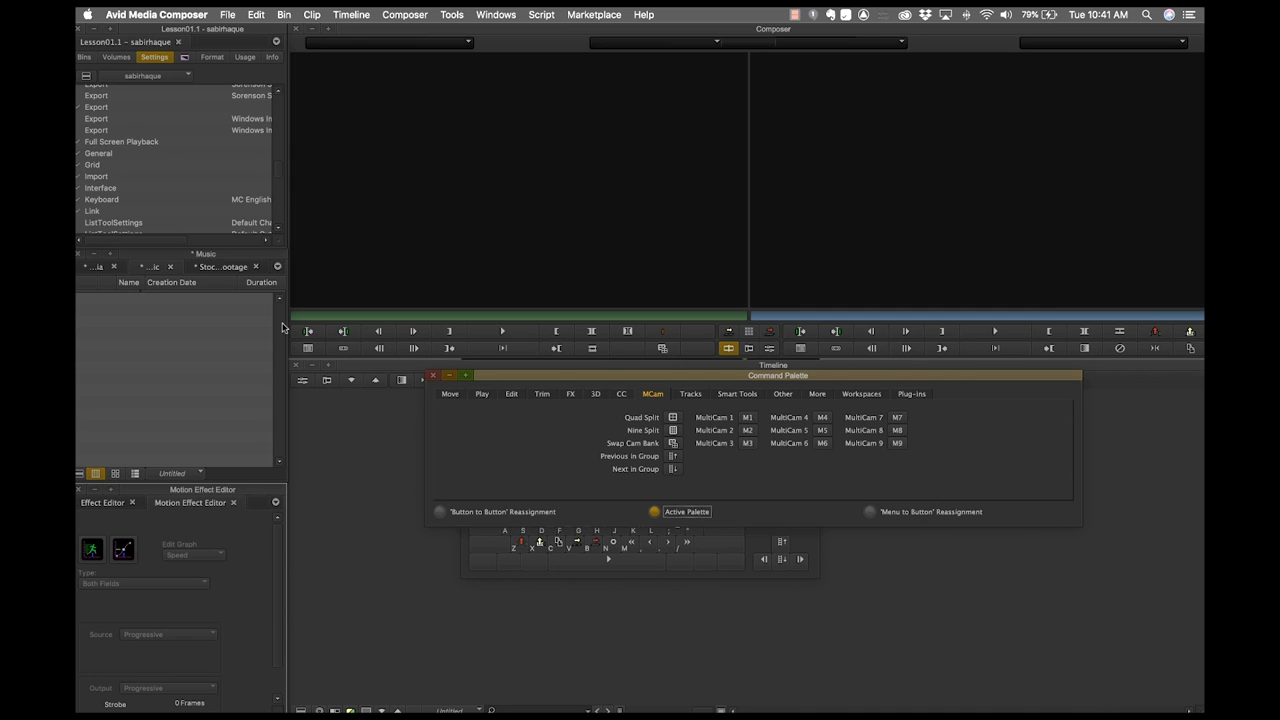 Avid Media Composer File Edit Bin Clip Timeline Composer Tools Windows Script Marketplace Help 79% Tue 10:41 AM
Lesson01.1 - sabirhaque Composer
Lesson01.1 - sabirhaque
Bins Volumes Settings Format Usage Info
sabirhaque
Export
Export Sorenson S
Export
Export Windows In
Export Windows In
Full Screen Playback
General
Grid
Import
Interface
Keyboard MC English
Link
ListToolSettings Default Cha
* Music
* ...ia * ...ic * Stoc...ootage
Name Creation Date Duration
Timeline
Command Palette
Move Play Edit Trim FX 3D CC MCam Tracks Smart Tools Other More Workspaces Plug-ins
Quad Split MultiCam 1 M1 MultiCam 4 M4 MultiCam 7 M7
Nine Split MultiCam 2 M2 MultiCam 5 M5 MultiCam 8 M8
Swap Cam Bank MultiCam 3 M3 MultiCam 6 M6 MultiCam 9 M9
Previous in Group
Next in Group
'Button to Button' Reassignment Active Palette 'Menu to Button' Reassignment
A S D F G H J K L ; "
Z X C V B N M , . /
Untitled
Motion Effect Editor
Effect Editor Motion Effect Editor
Edit Graph
Speed
Type:
Both Fields
Source Progressive
Output Progressive
Strobe 0 Frames
Untitled